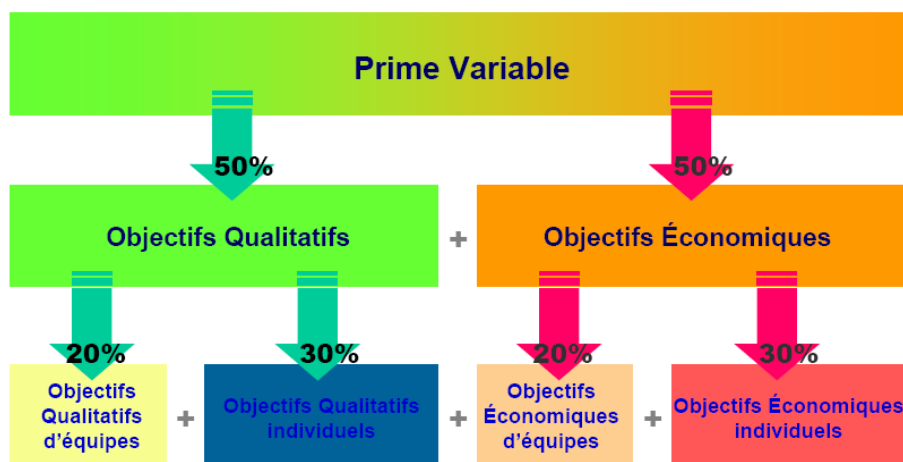 Prime Variable
50% 50%
Objectifs Qualitatifs + Objectifs Économiques
20% 30% 20% 30%
Objectifs Qualitatifs d'équipes + Objectifs Qualitatifs individuels + Objectifs Économiques d'équipes + Objectifs Économiques individuels